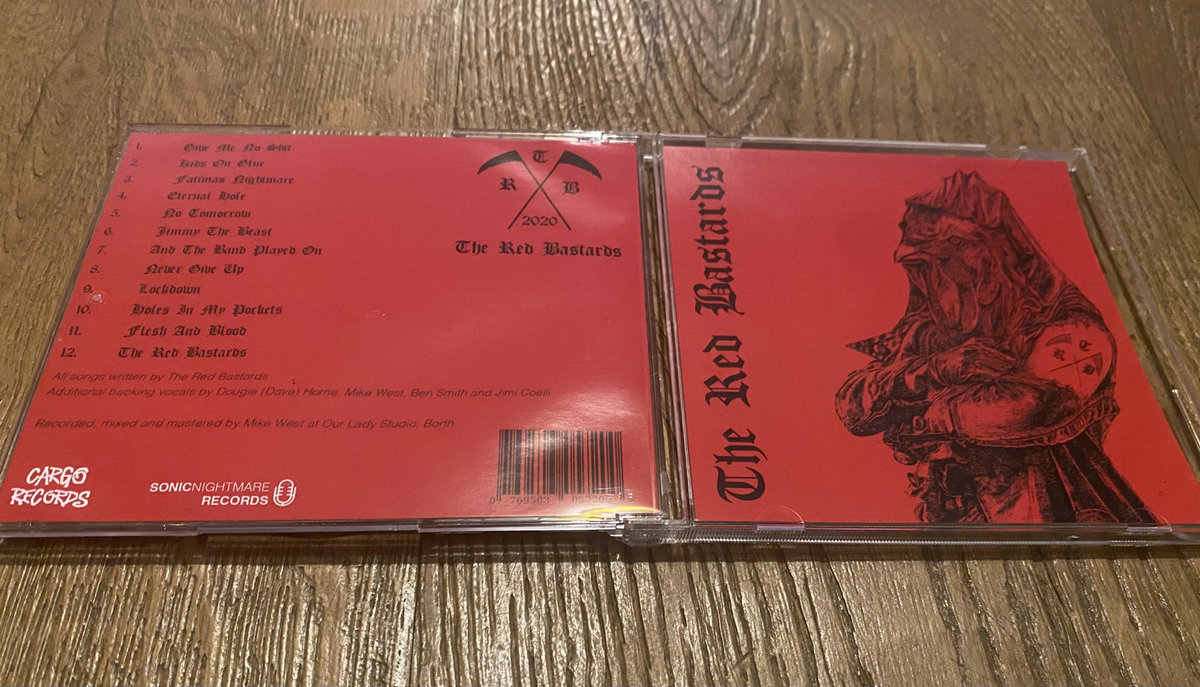 1. Give Me No Shit
2. Kids On Glue
3. Fatimas Nightmare
4. Eternal Hole
5. No Tomorrow
6. Jimmy The Beast
7. And The Band Played On
8. Never Give Up
9. Lockdown
10. Holes In My Pockets
11. Flesh And Blood
12. The Red Bastards
All songs written by The Red Bastards
Additional backing vocals by Dougie (Dave) Horne, Mike West, Ben Smith and Jimi Coelli
Recorded, mixed and mastered by Mike West at Our Lady Studio, Borth
CARGO
RECORDS
SONICNIGHTMARE
RECORDS
T
R B
2020
The Red Bastards
The Red Bastards